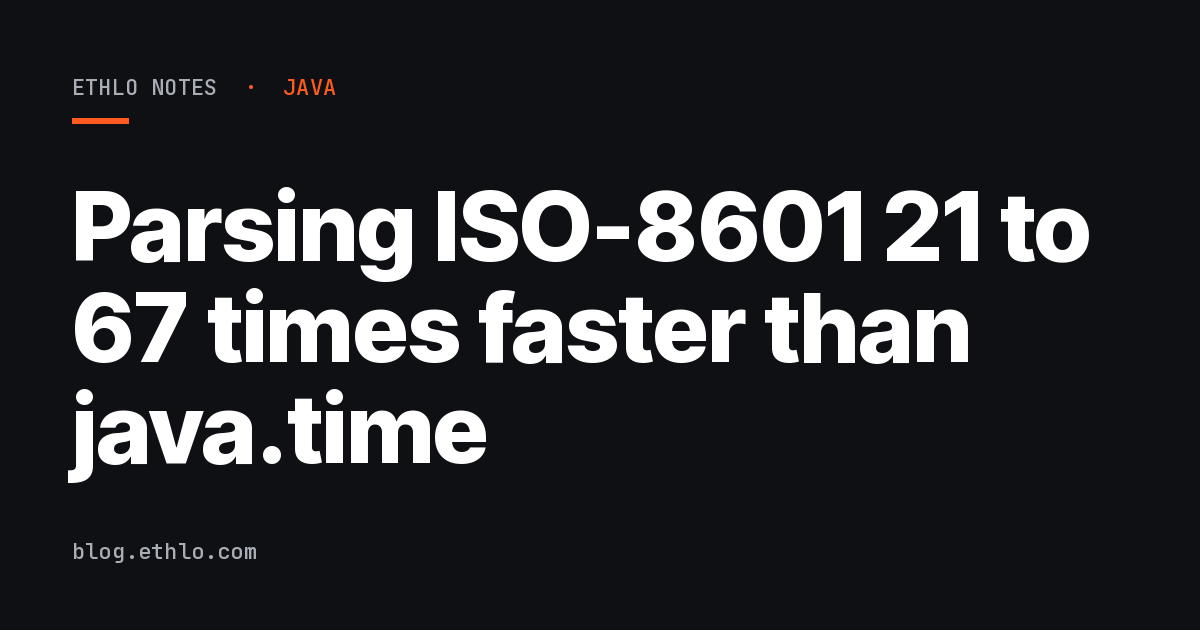 ETHLO NOTES · JAVA
Parsing ISO-8601 21 to
67 times faster than
java.time
blog.ethlo.com